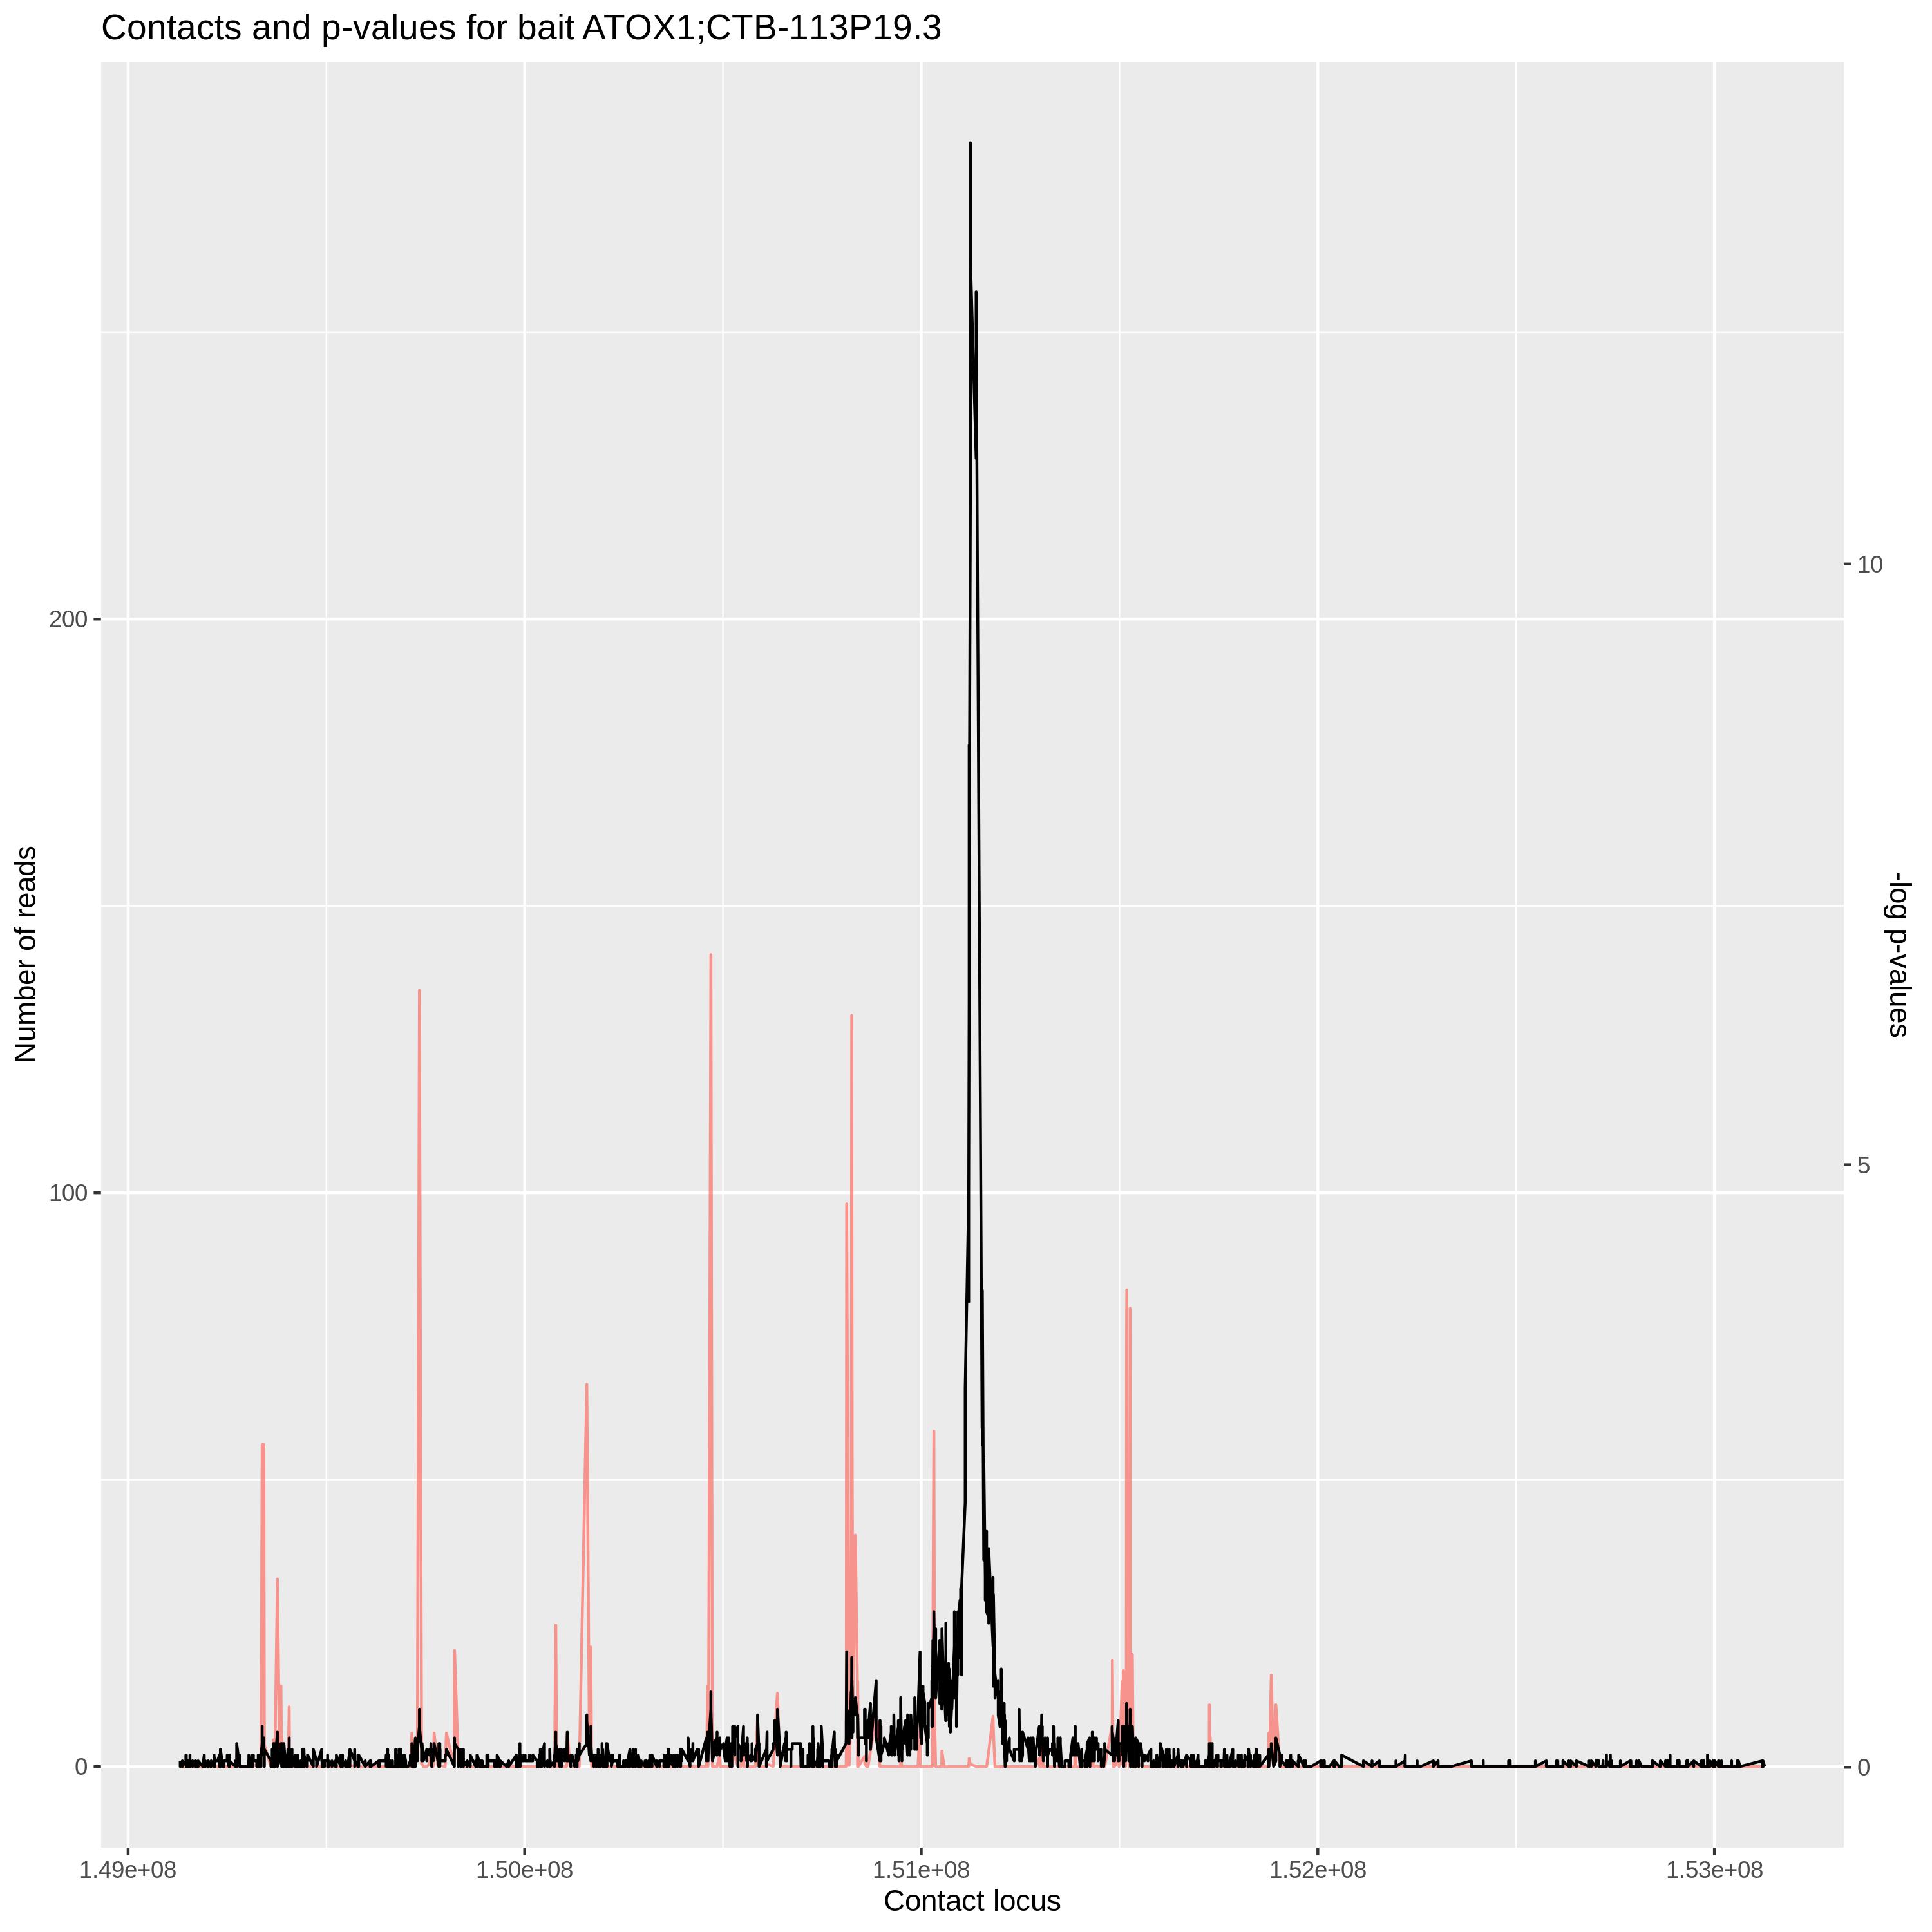 Contacts and p-values for bait ATOX1;CTB-113P19.3
Number of reads
200
100
0
10
5
0
-log p-values
1.49e+08 1.50e+08 1.51e+08 1.52e+08 1.53e+08
Contact locus